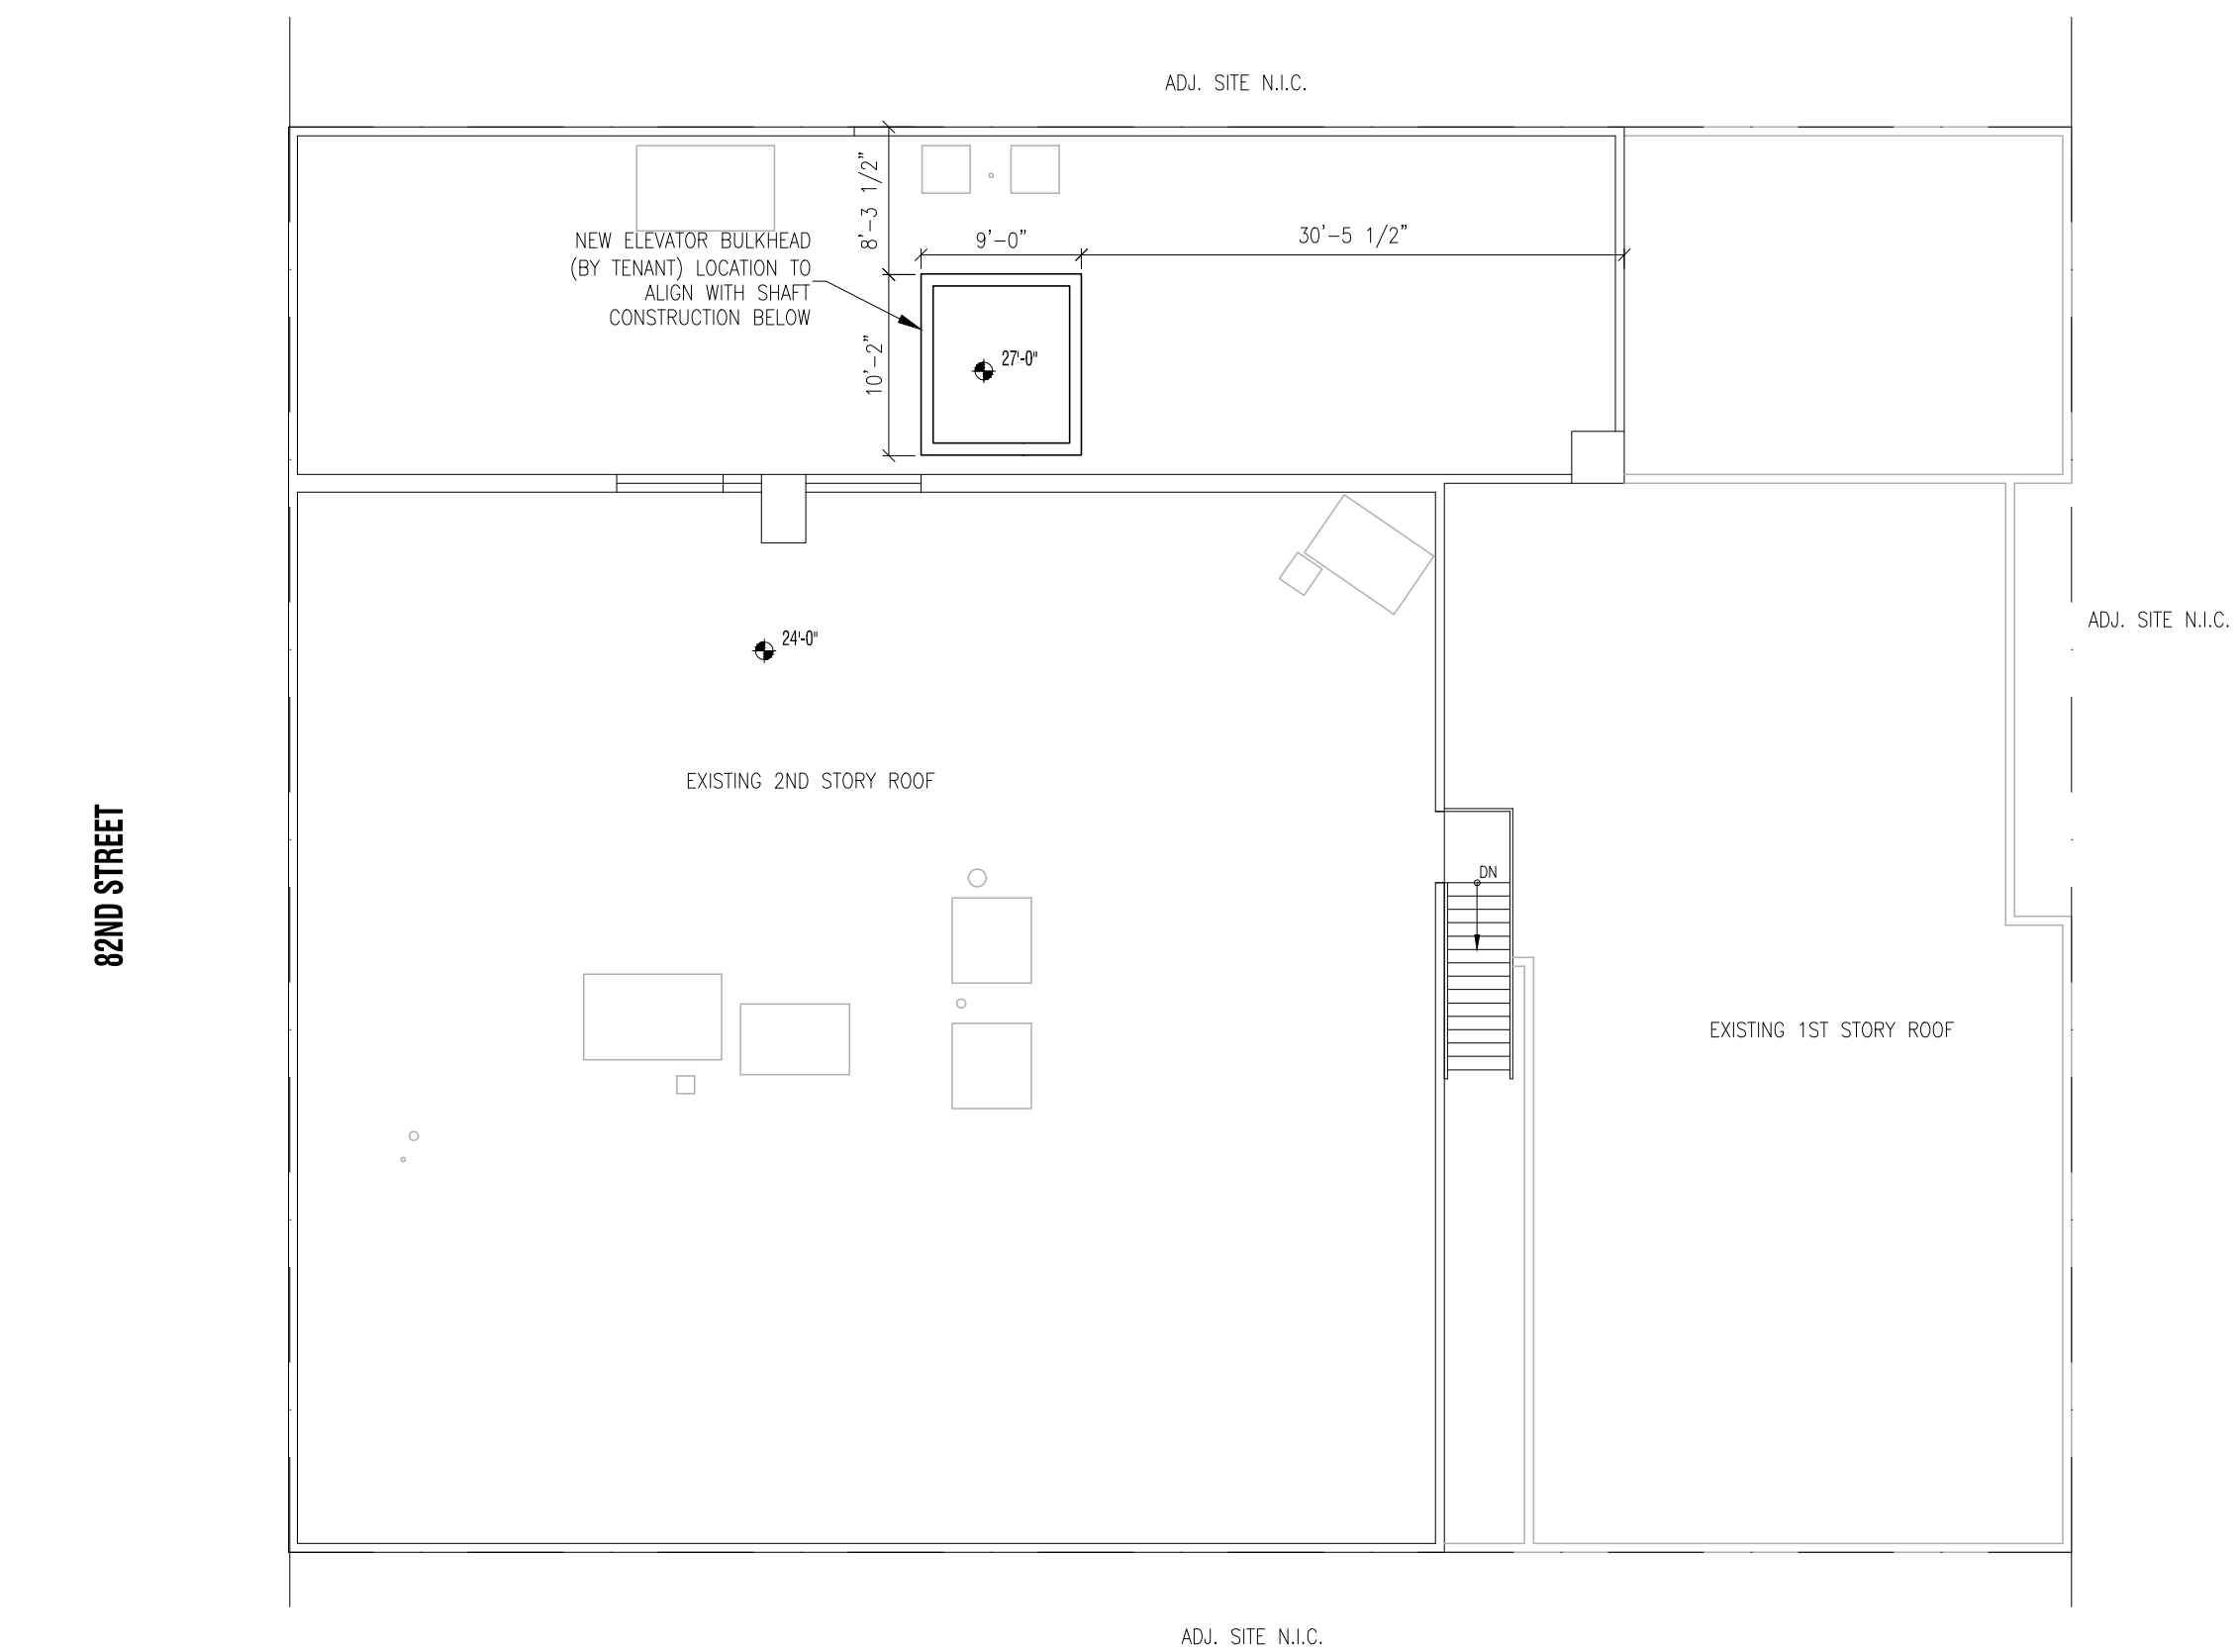 ADJ. SITE N.I.C.
8'-3 1/2"
9'-0"
30'-5 1/2"
NEW ELEVATOR BULKHEAD
(BY TENANT) LOCATION TO
ALIGN WITH SHAFT
CONSTRUCTION BELOW
10'-2"
27'-0"
ADJ. SITE N.I.C.
24'-0"
EXISTING 2ND STORY ROOF
82ND STREET
DN
EXISTING 1ST STORY ROOF
ADJ. SITE N.I.C.